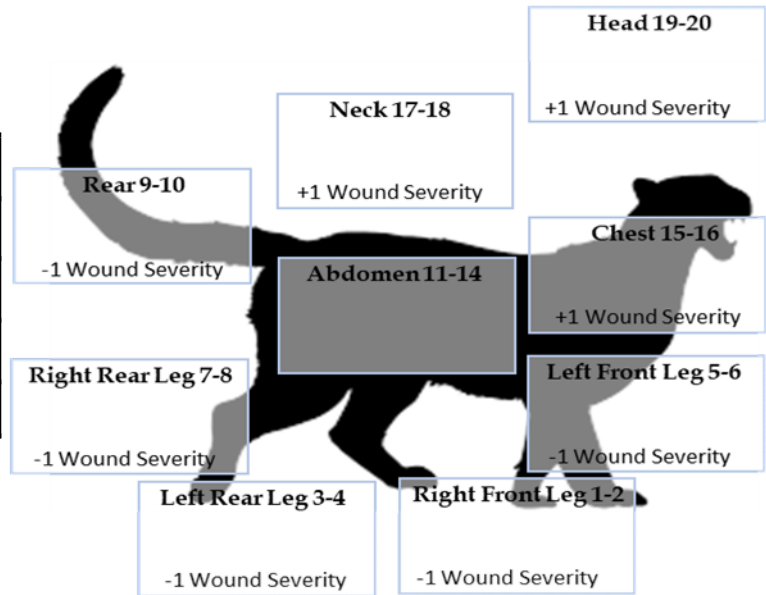 Head 19-20
+1 Wound Severity
Neck 17-18
+1 Wound Severity
Rear 9-10
-1 Wound Severity
Chest 15-16
+1 Wound Severity
Abdomen 11-14
Right Rear Leg 7-8
-1 Wound Severity
Left Front Leg 5-6
-1 Wound Severity
Left Rear Leg 3-4
-1 Wound Severity
Right Front Leg 1-2
-1 Wound Severity